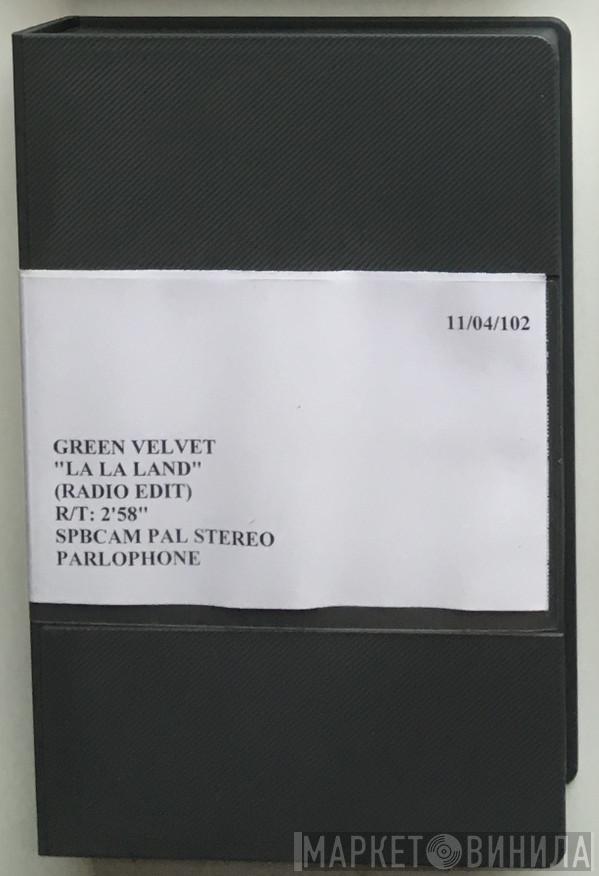 11/04/102
GREEN VELVET
"LA LA LAND"
(RADIO EDIT)
R/T: 2'58"
SPBCAM PAL STEREO
PARLOPHONE
МАРКЕТ ВИНИЛА